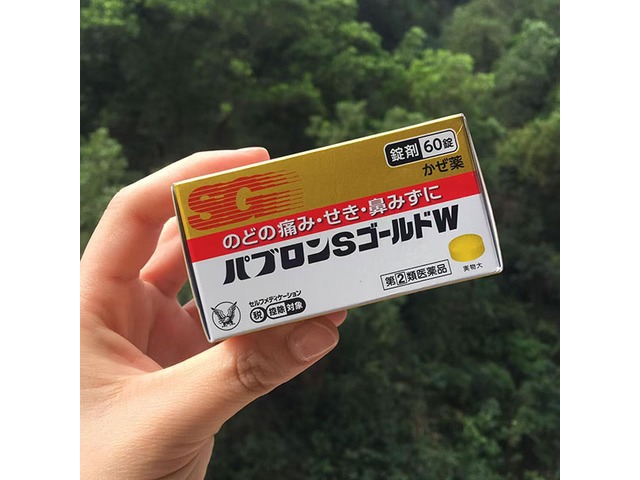 錠剤 60錠
かぜ薬
SG
のどの痛み・せき・鼻みずに
パブロンSゴールドW
実物大
指定第②類医薬品
セルフメディケーション
税 控除 対象